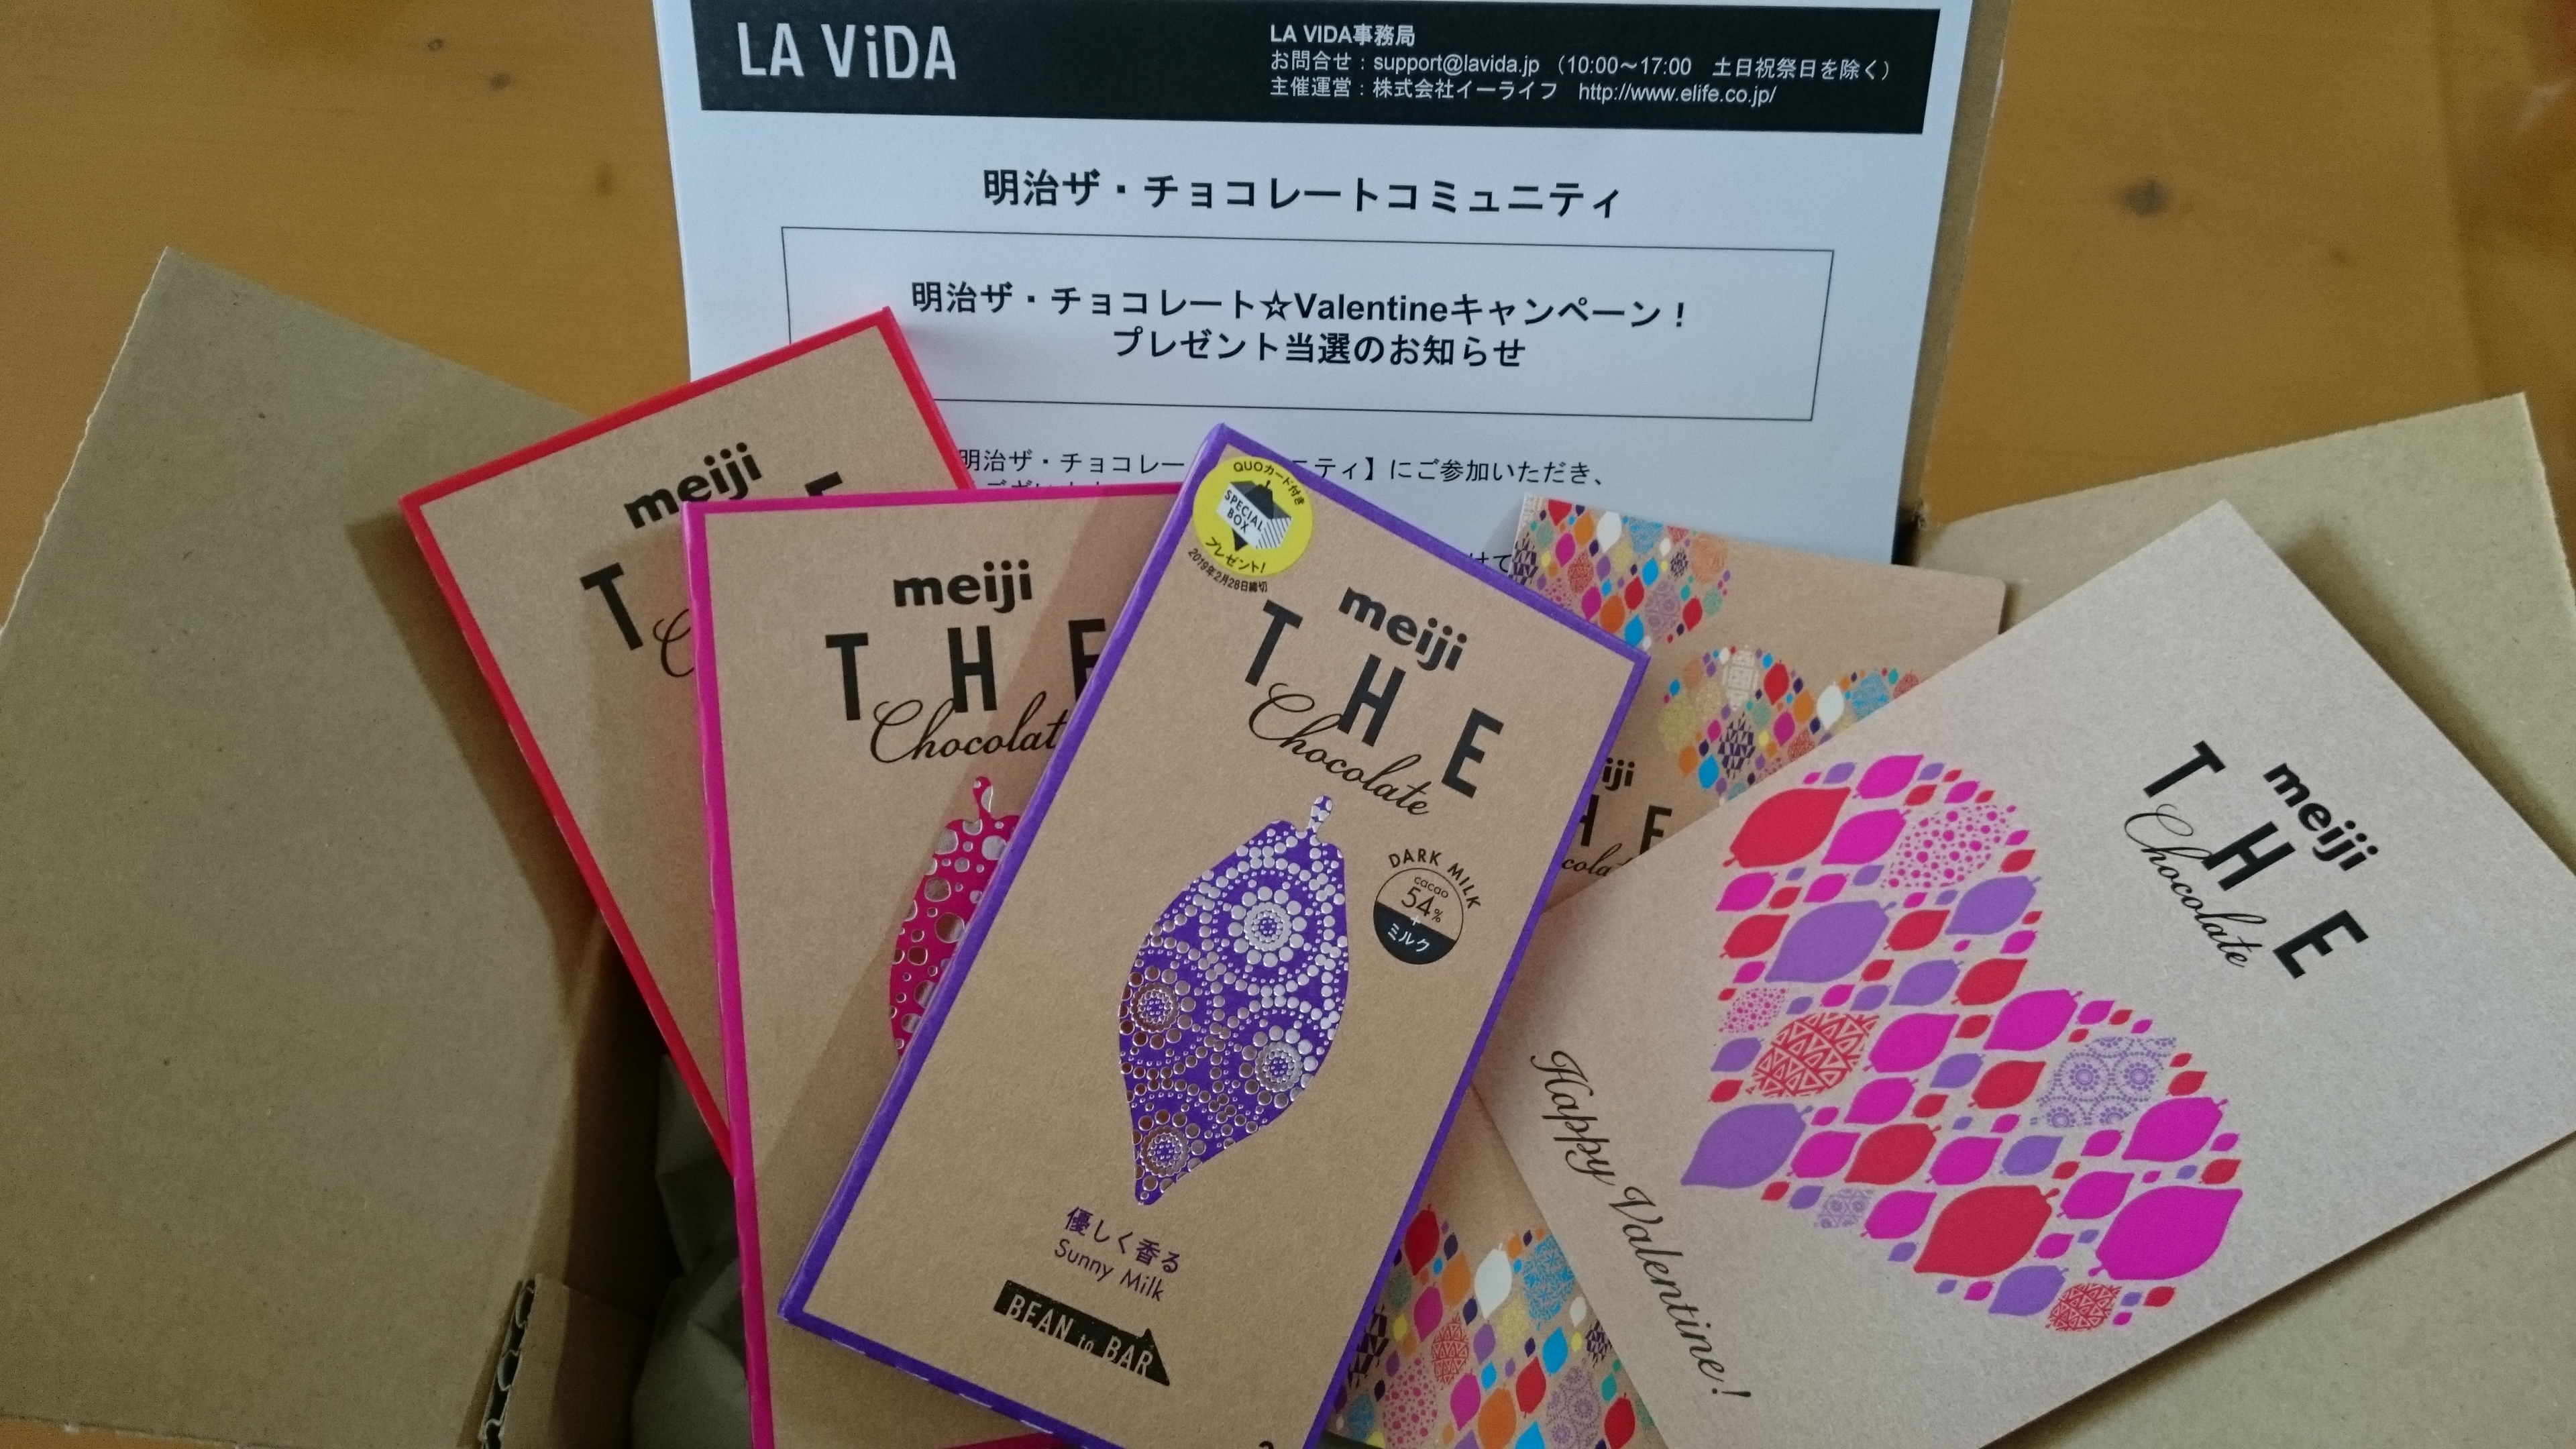 LA ViDA
LA VIDA事務局
お問合せ：support@lavida.jp （10:00～17:00　土日祝祭日を除く）
主催運営：株式会社イーライフ　http://www.elife.co.jp/
明治ザ・チョコレートコミュニティ
明治ザ・チョコレート☆Valentineキャンペーン！
プレゼント当選のお知らせ
明治ザ・チョコレー
ニティ】にご参加いただき、
けて
meiji
T
E
meiji
THE
Chocolat
QUOカード付き
SPECIAL
BOX
プレゼント!
2019年2月28日締切
meiji
THE
Chocolate
DARK MILK
cacao
54%
+
ミルク
優しく香る
Sunny Milk
BEAN to BAR
iji
H E
colat
meiji
THE
Chocolate
Happy Valentine!